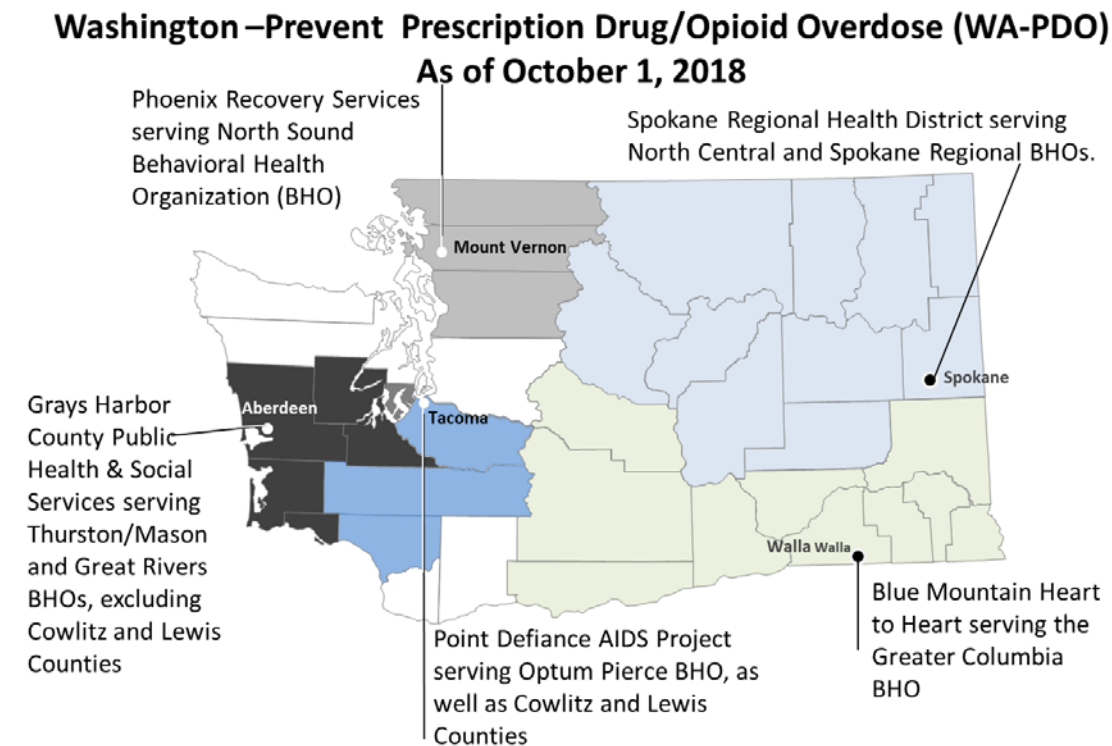 Washington –Prevent  Prescription Drug/Opioid Overdose (WA-PDO)
As of October 1, 2018
Phoenix Recovery Services
serving North Sound
Behavioral Health
Organization (BHO)
Spokane Regional Health District serving
North Central and Spokane Regional BHOs.
Mount Vernon
Spokane
Grays Harbor
County Public
Health & Social
Services serving
Thurston/Mason
and Great Rivers
BHOs, excluding
Cowlitz and Lewis
Counties
Aberdeen
Tacoma
Walla Walla
Point Defiance AIDS Project
serving Optum Pierce BHO, as
well as Cowlitz and Lewis
Counties
Blue Mountain Heart
to Heart serving the
Greater Columbia
BHO